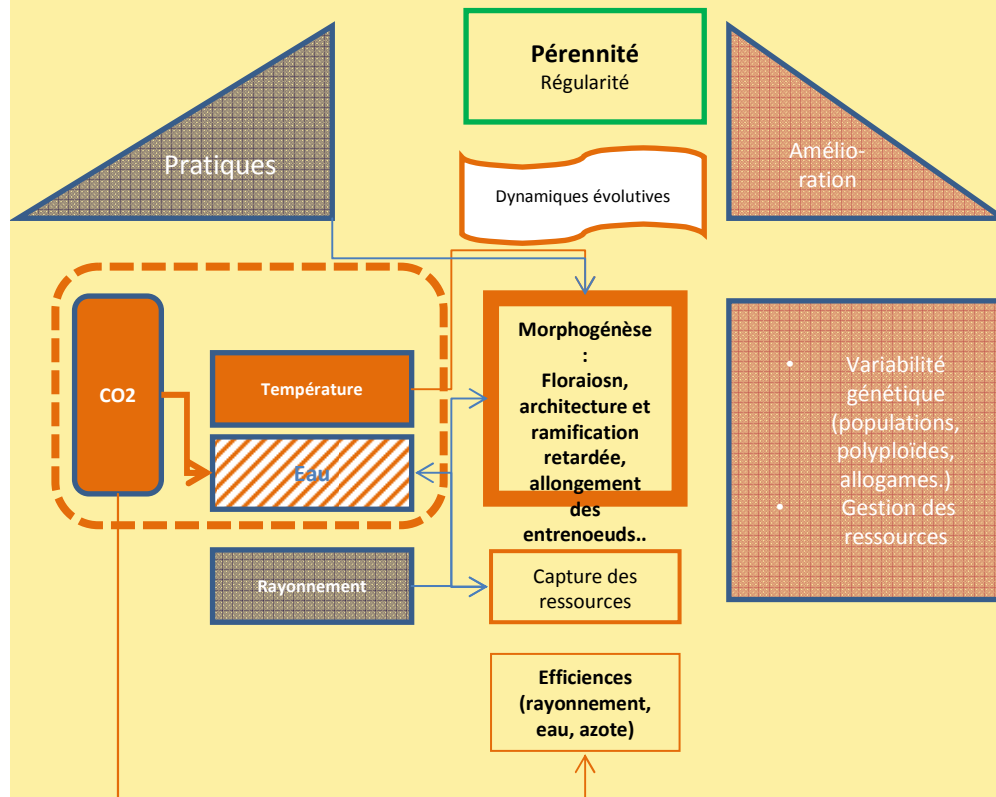 Pérennité
Régularité
Pratiques
Amélio-
ration
Dynamiques évolutives
CO2
Température
Eau
Rayonnement
Morphogénèse
:
Floraiosn,
architecture et
ramification
retardée,
allongement
des
entrenoeuds..
Capture des
ressources
Efficiences
(rayonnement,
eau, azote)
• Variabilité
génétique
(populations,
polyploïdes,
allogames.)
• Gestion des
ressources